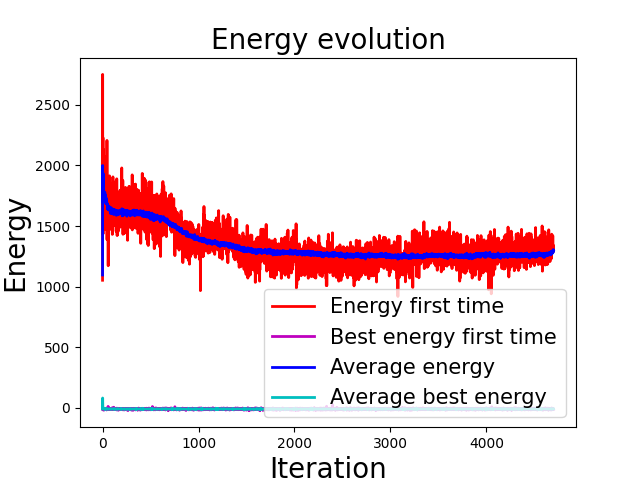 Energy evolution
Energy
2500
2000
1500
1000
500
0
Energy first time
Best energy first time
Average energy
Average best energy
0 1000 2000 3000 4000
Iteration